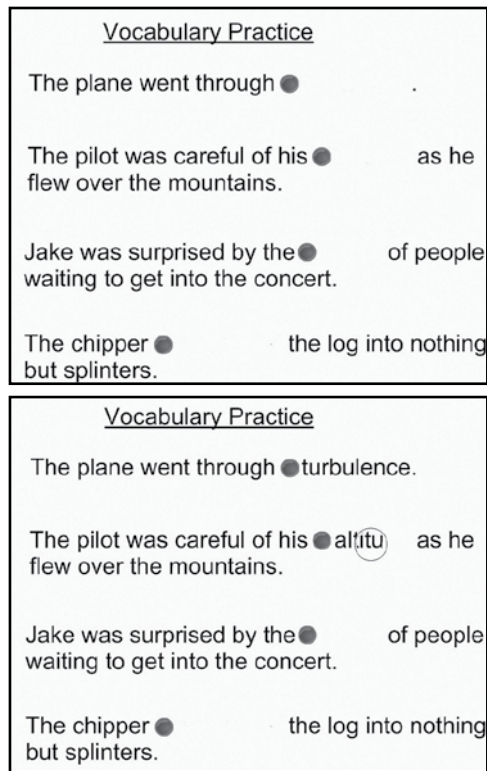 Vocabulary Practice
The plane went through .
The pilot was careful of his as he
flew over the mountains.
Jake was surprised by the of people
waiting to get into the concert.
The chipper the log into nothing
but splinters.
Vocabulary Practice
The plane went through turbulence.
The pilot was careful of his altitu as he
flew over the mountains.
Jake was surprised by the of people
waiting to get into the concert.
The chipper the log into nothing
but splinters.